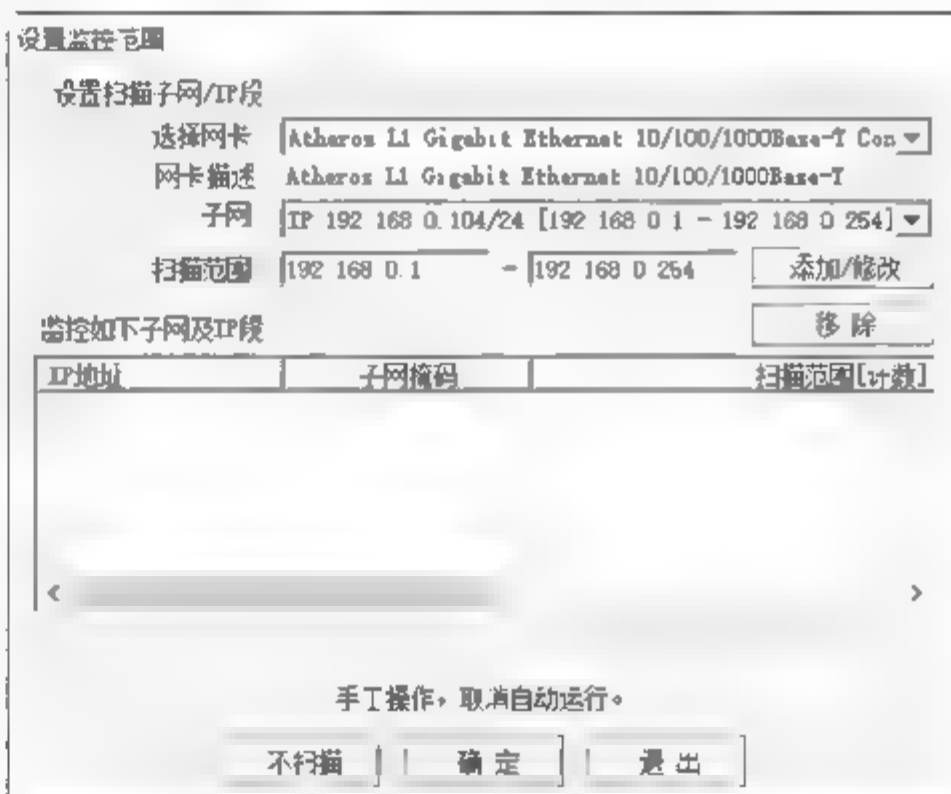 设置监控范围
设置扫描子网/IP段
选择网卡 Atheros L1 Gigabit Ethernet 10/100/1000Base-T Con
网卡描述 Atheros L1 Gigabit Ethernet 10/100/1000Base-T
子网 IP 192 168 0.104/24 [192 168 0 1 - 192 168 0 254]
扫描范围 192 168 0.1 - 192 168 0 254 添加/修改
移除
监控如下子网及IP段
IP地址 子网掩码 扫描范围[计数]
手工操作，取消自动运行。
不扫描 确定 退出